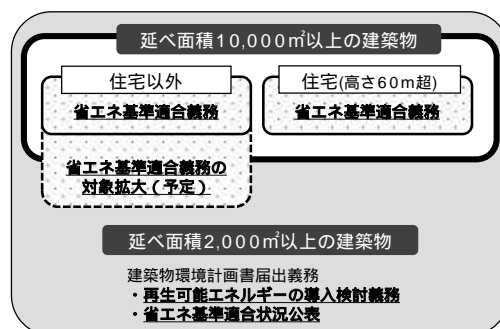 延べ面積10,000㎡以上の建築物
住宅以外
省エネ基準適合義務
住宅(高さ60m超)
省エネ基準適合義務
省エネ基準適合義務の
対象拡大(予定)
延べ面積2,000㎡以上の建築物
建築物環境計画書届出義務
・再生可能エネルギーの導入検討義務
・省エネ基準適合状況公表